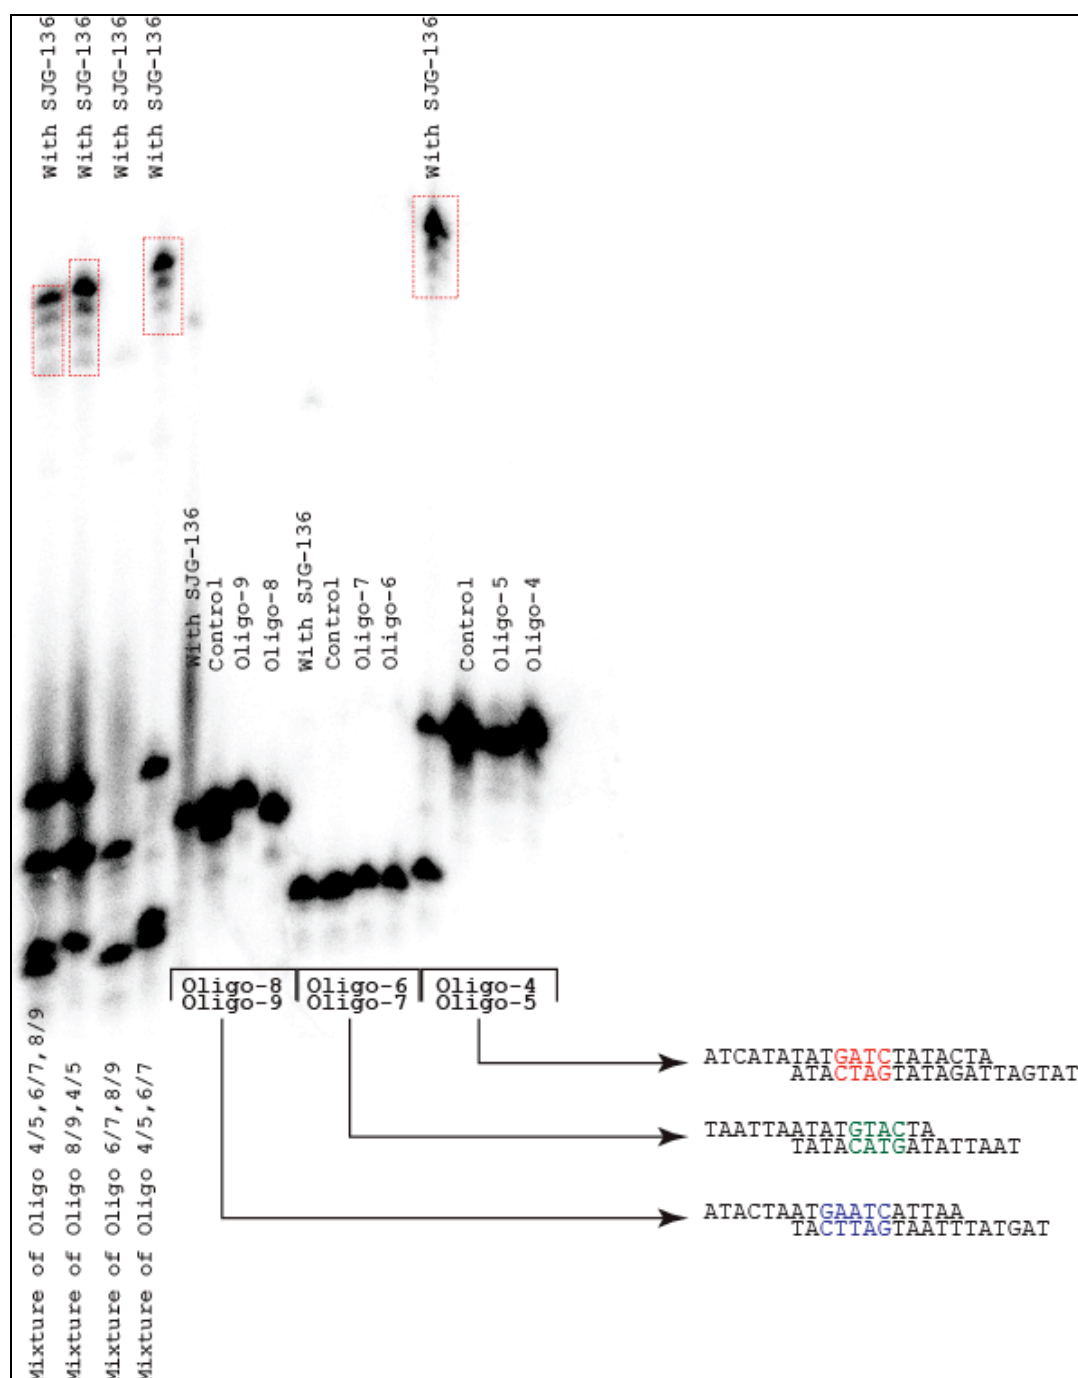 With SJG-136
With SJG-136
With SJG-136
With SJG-136
With SJG-136
With SJG-136
Control
Oligo-9
Oligo-8
With SJG-136
Control
Oligo-7
Oligo-6
Control
Oligo-5
Oligo-4
Oligo-8
Oligo-9
Oligo-6
Oligo-7
Oligo-4
Oligo-5
ATCATATATGATCTATACTA
ATACTAGTATAGATTAGTAT
TAATTAATATGTACTA
TATACATGATATTAAT
ATACTAATGAATCATTAA
TACTTAGTAATTTATGAT
Mixture of Oligo 4/5,6/7,8/9
Mixture of Oligo 8/9,4/5
Mixture of Oligo 6/7,8/9
Mixture of Oligo 4/5,6/7